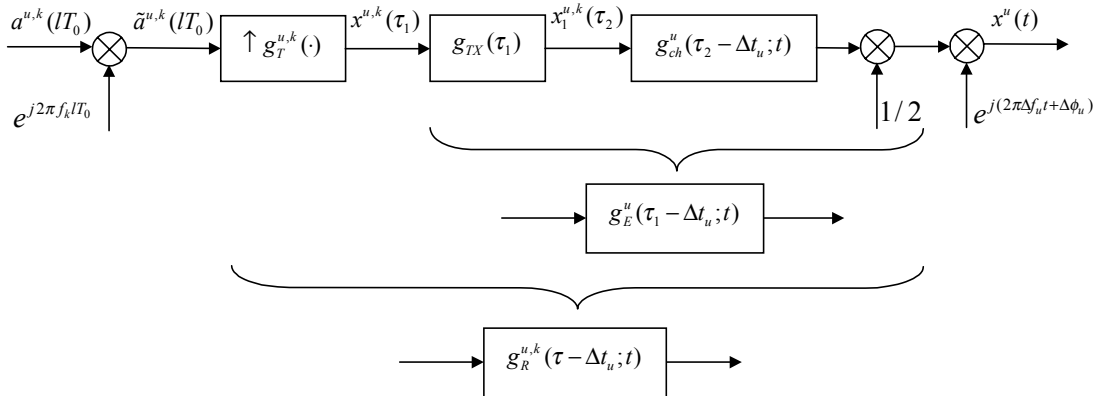 a^{u,k}(lT_0)
ã^{u,k}(lT_0)
↑ g_T^{u,k}(·)
x^{u,k}(τ_1)
g_{TX}(τ_1)
x_1^{u,k}(τ_2)
g_{ch}^u(τ_2 − Δt_u; t)
x^u(t)
e^{j2πf_k lT_0}
1/2
e^{j(2πΔf_u t+Δϕ_u)}
g_E^u(τ_1 − Δt_u; t)
g_R^{u,k}(τ − Δt_u; t)